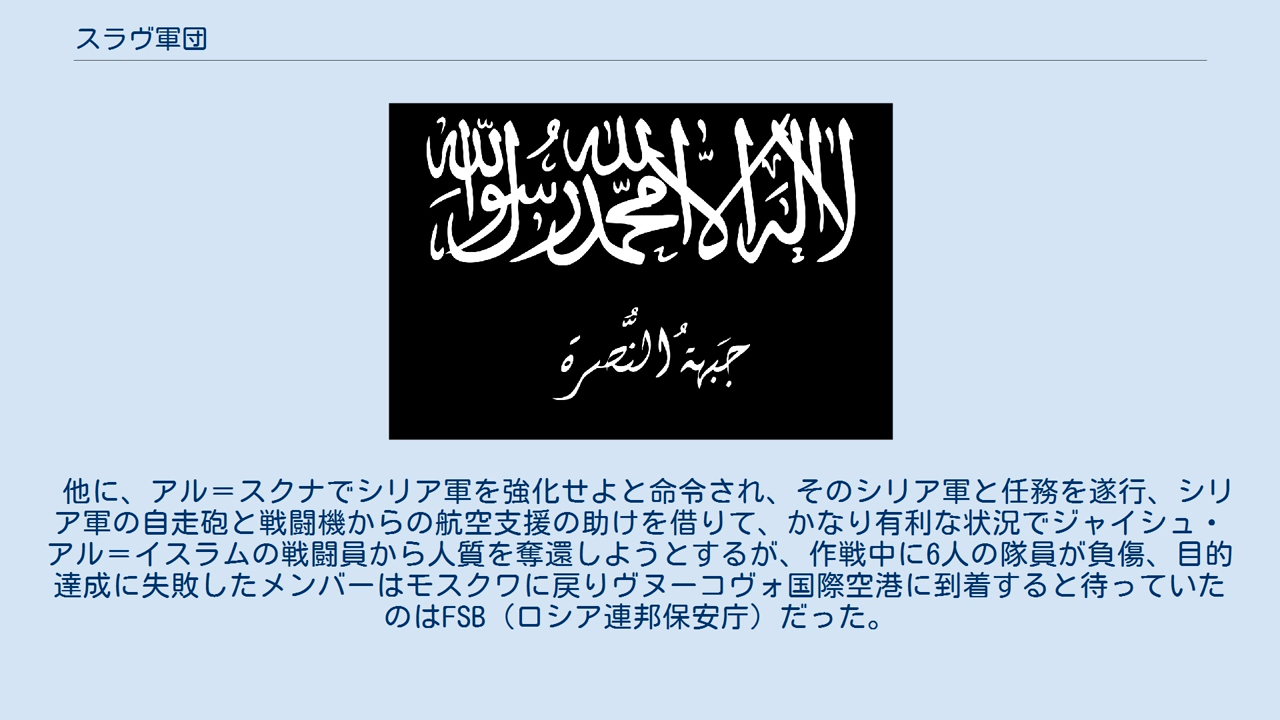 スラヴ軍団
لا إله إلا الله محمد رسول الله
جَبهة ُالنُّصرة
他に、アル＝スクナでシリア軍を強化せよと命令され、そのシリア軍と任務を遂行、シリ
ア軍の自走砲と戦闘機からの航空支援の助けを借りて、かなり有利な状況でジャイシュ・
アル＝イスラムの戦闘員から人質を奪還しようとするが、作戦中に6人の隊員が負傷、目的
達成に失敗したメンバーはモスクワに戻りヴヌーコヴォ国際空港に到着すると待っていた
のはFSB（ロシア連邦保安庁）だった。